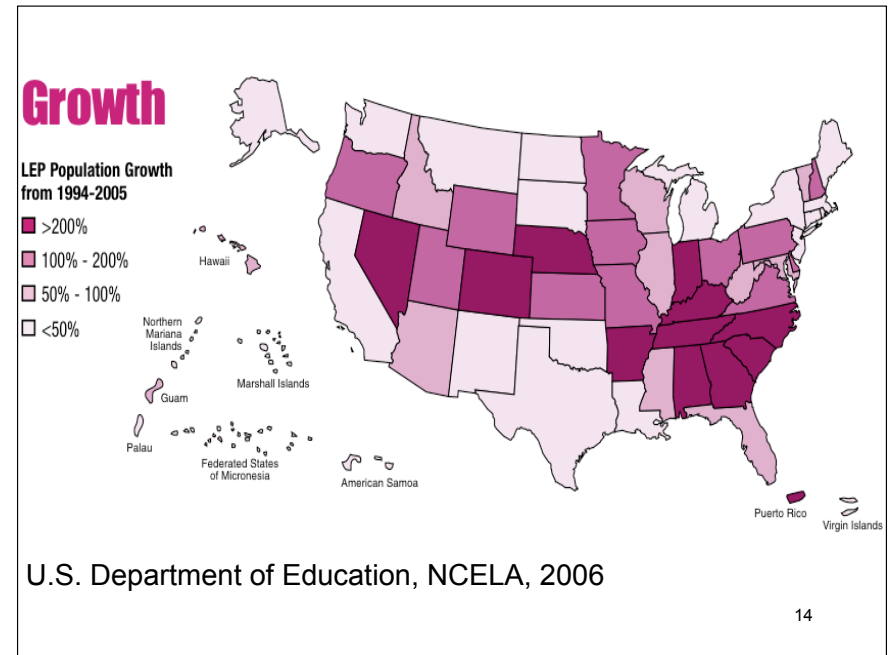 Growth
LEP Population Growth
from 1994-2005
>200%
100% - 200%
50% - 100%
<50%
Hawaii
Northern
Mariana
Islands
Guam
Marshall Islands
Palau
Federated States
of Micronesia
American Samoa
Puerto Rico
Virgin Islands
U.S. Department of Education, NCELA, 2006
14